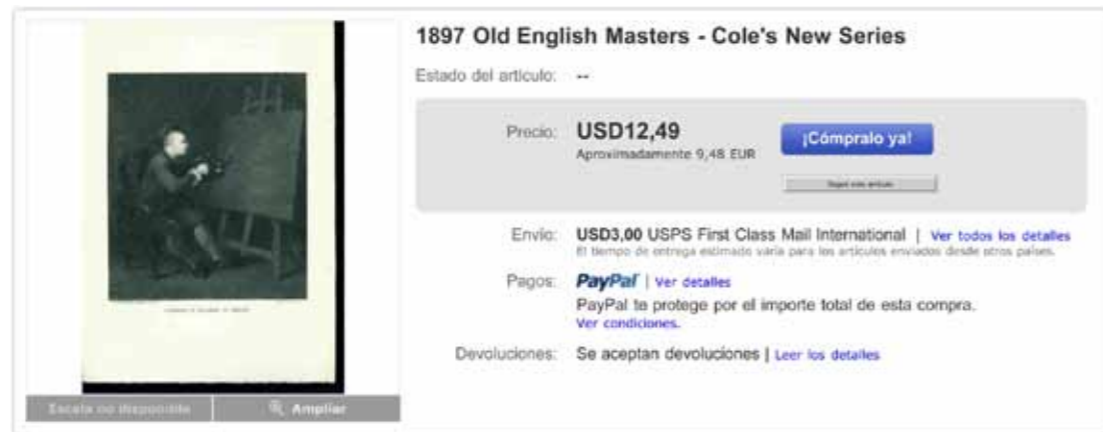 1897 Old English Masters - Cole's New Series
Estado del artículo: --
Precio: USD12,49
¡Cómpralo ya!
Aproximadamente 9,48 EUR
Envío: USD3,00 USPS First Class Mail International | Ver todos los detalles
El tiempo de entrega estimado varía para los artículos enviados desde otros países.
Pagos: PayPal | Ver detalles
PayPal te protege por el importe total de esta compra.
Ver condiciones.
Devoluciones: Se aceptan devoluciones | Leer los detalles
Escala no disponible
Ampliar